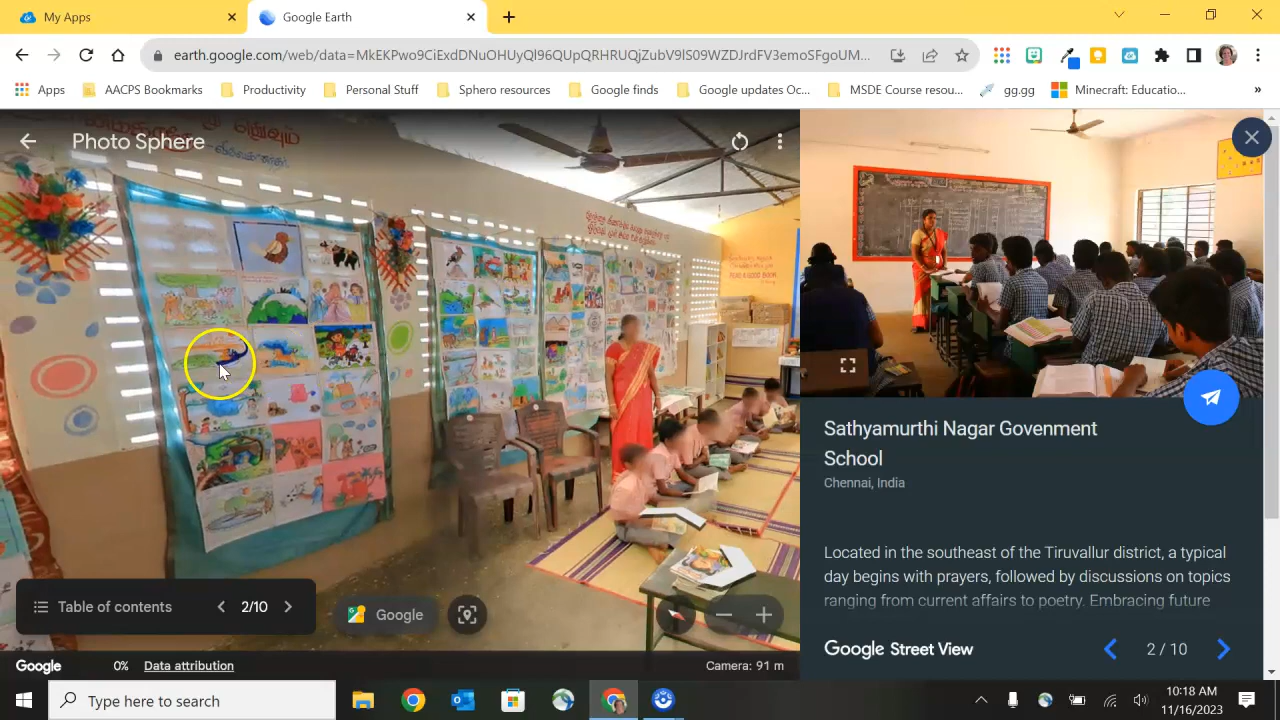 My Apps
Google Earth
earth.google.com/web/data=MkEKPwo9CiExdDNuOHUyQl96QUpQRHRUQjZubV9IS09WZDJrdFV3emoSFgoUM...
Apps
AACPS Bookmarks
Productivity
Personal Stuff
Sphero resources
Google finds
Google updates Oc...
MSDE Course resou...
gg.gg
Minecraft: Educatio...
»
Photo Sphere
Sathyamurthi Nagar Govenment
School
Chennai, India
Located in the southeast of the Tiruvallur district, a typical
day begins with prayers, followed by discussions on topics
ranging from current affairs to poetry. Embracing future
Table of contents
2/10
Google
Google Street View
2 / 10
Google
0%
Data attribution
Camera: 91 m
Type here to search
10:18 AM
11/16/2023